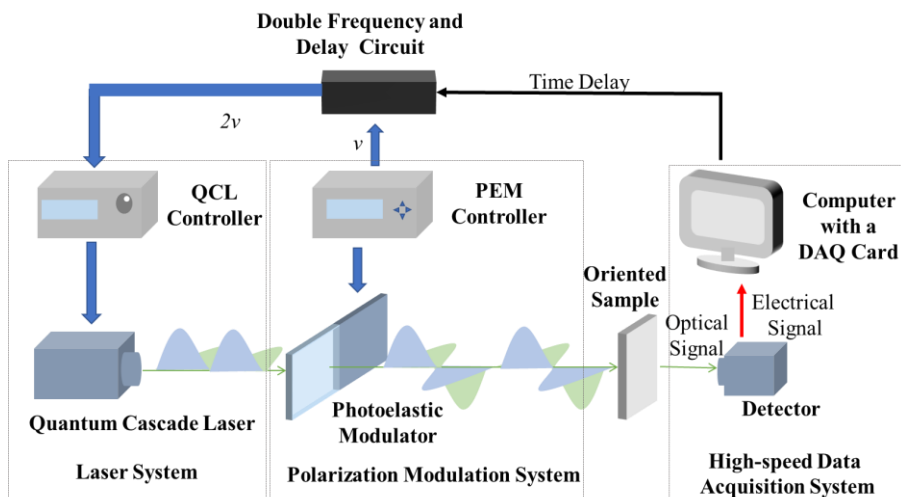 Double Frequency and
Delay Circuit
Time Delay
2v
v
QCL
Controller
PEM
Controller
Computer
with a
DAQ Card
Oriented
Sample
Optical
Signal
Electrical
Signal
Quantum Cascade Laser
Photoelastic
Modulator
Detector
Laser System
Polarization Modulation System
High-speed Data
Acquisition System